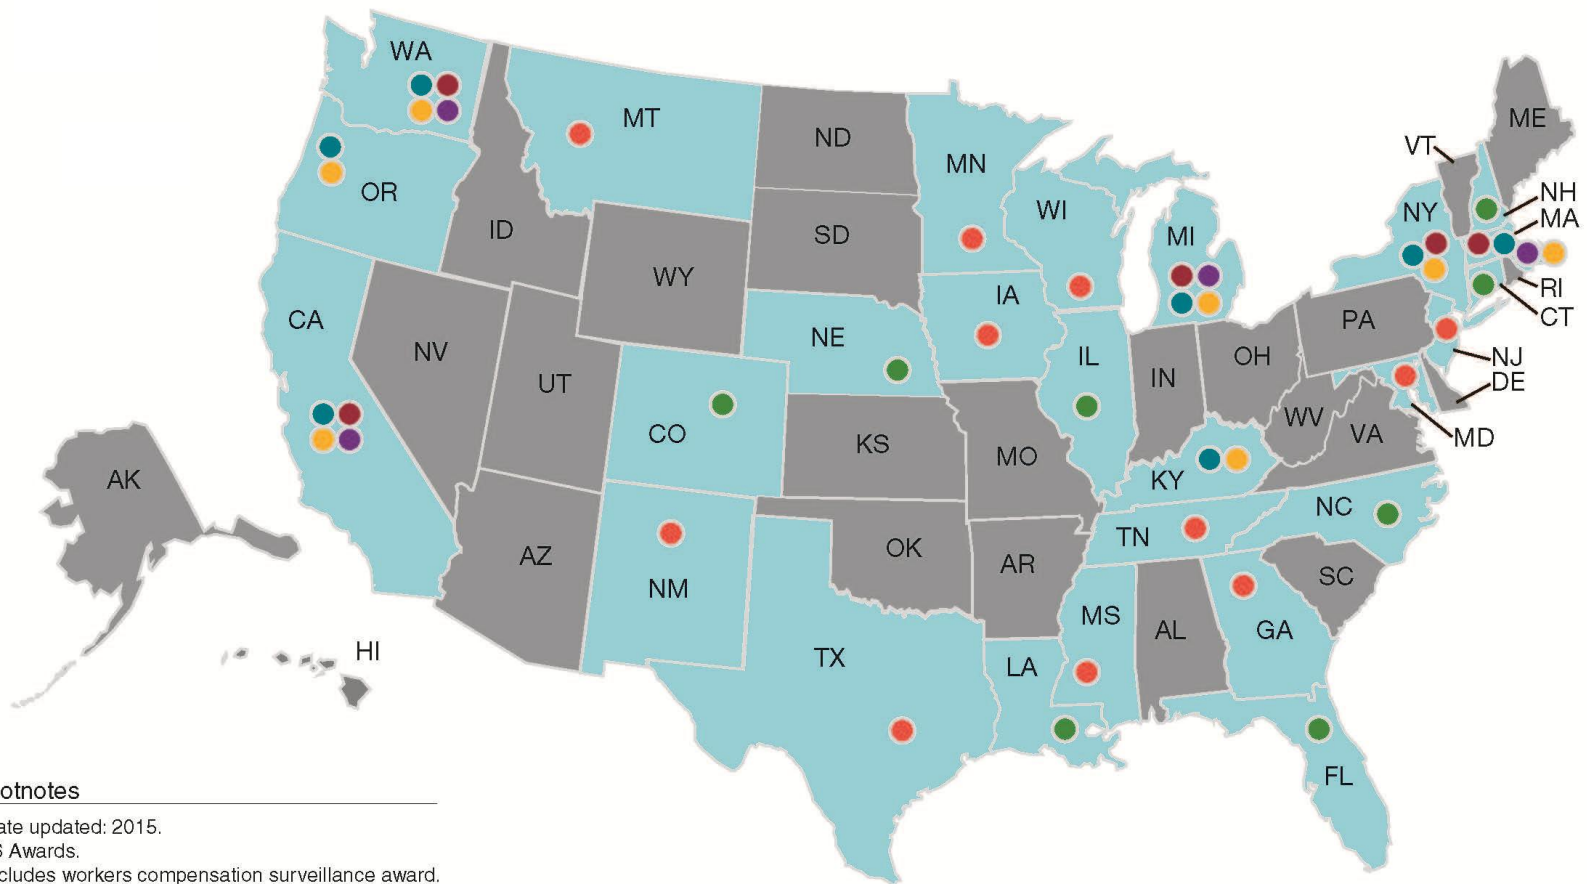 WA
MT
ND
MN
ME
VT
OR
ID
SD
WI
MI
NY
NH
MA
WY
IA
RI
CT
CA
NV
UT
NE
IL
IN
OH
PA
NJ
DE
CO
KS
MO
KY
WV
VA
MD
AK
AZ
NM
OK
AR
TN
NC
SC
HI
TX
LA
MS
AL
GA
FL
otnotes
ate updated: 2015.
Awards.
cludes workers compensation surveillance award.